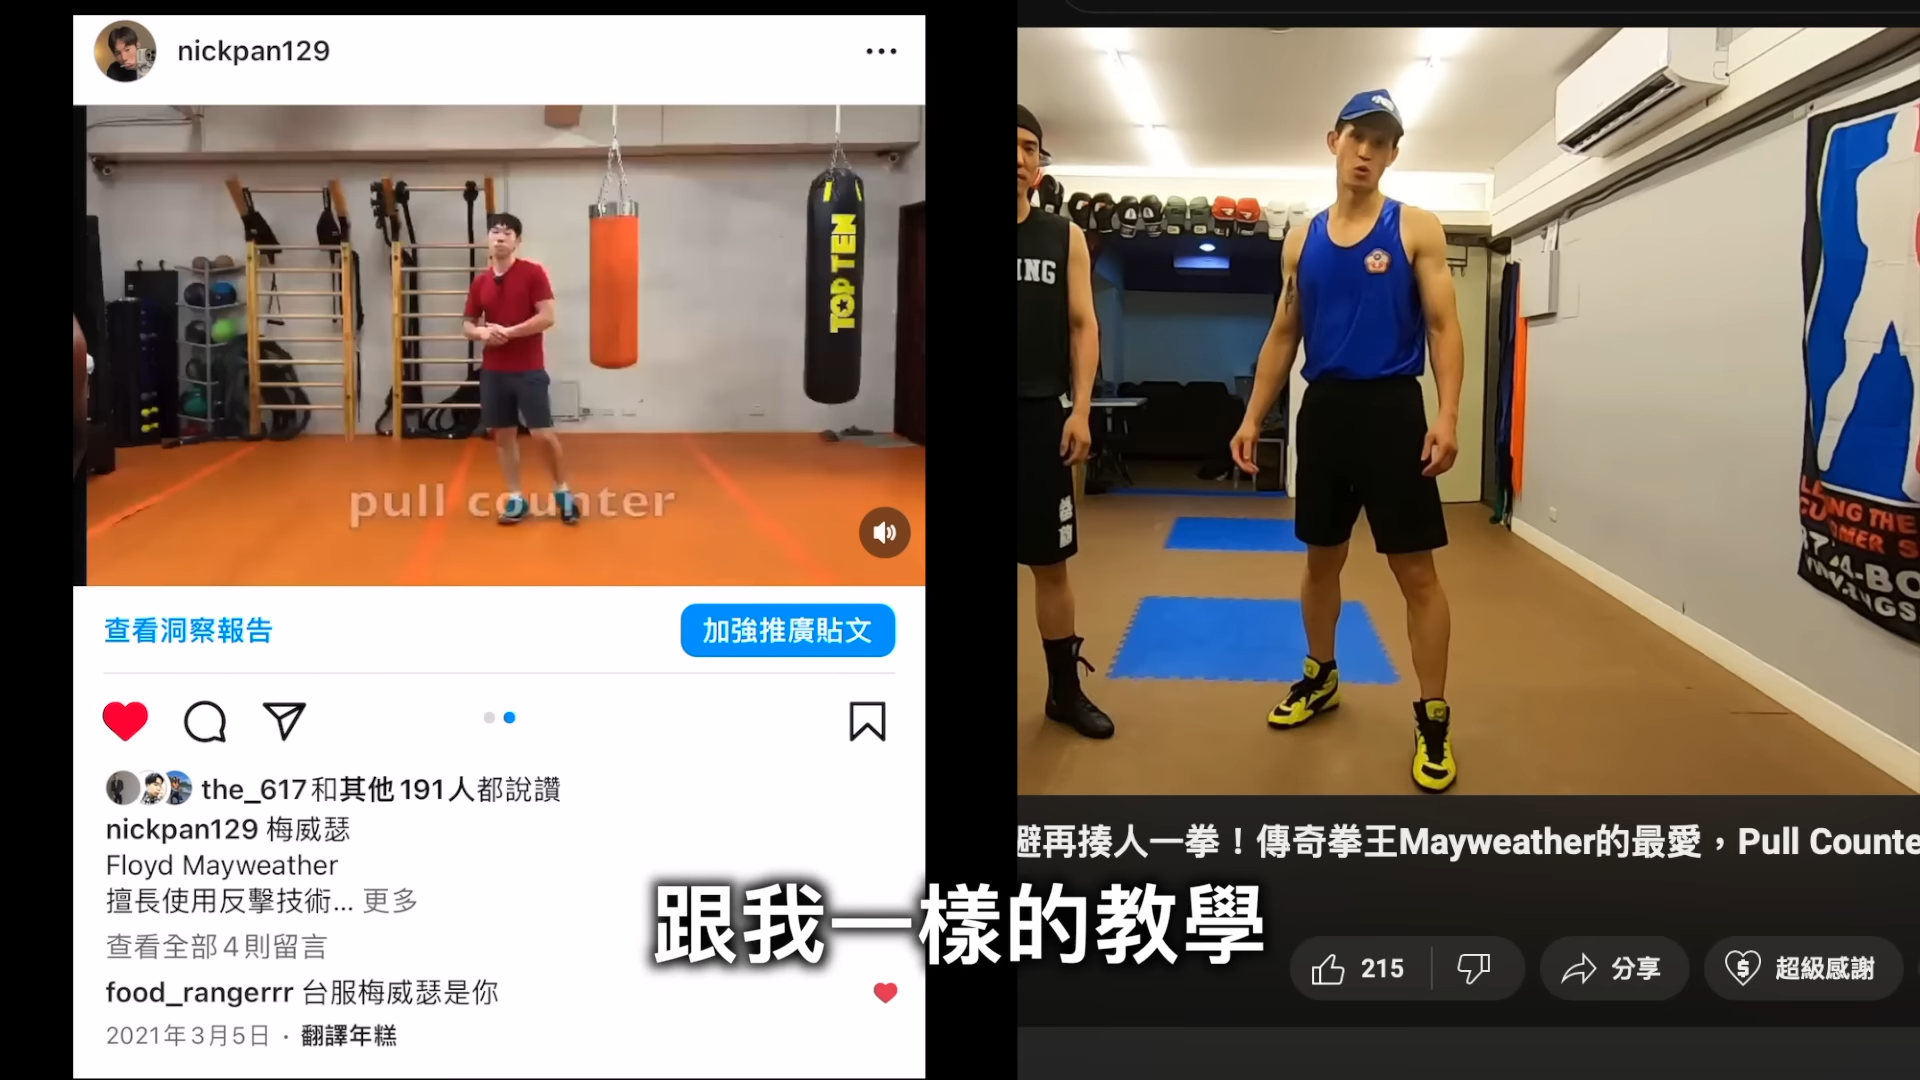 nickpan129
TOP TEN
pull counter
查看洞察報告
加強推廣貼文
the_617和其他191人都說讚
nickpan129 梅威瑟
Floyd Mayweather
擅長使用反擊技術... 更多
查看全部4則留言
food_rangerrr 台服梅威瑟是你
2021年3月5日 · 翻譯年糕
ING
避再揍人一拳！傳奇拳王Mayweather的最愛，Pull Counte
215
分享
超級感謝
跟我一樣的教學